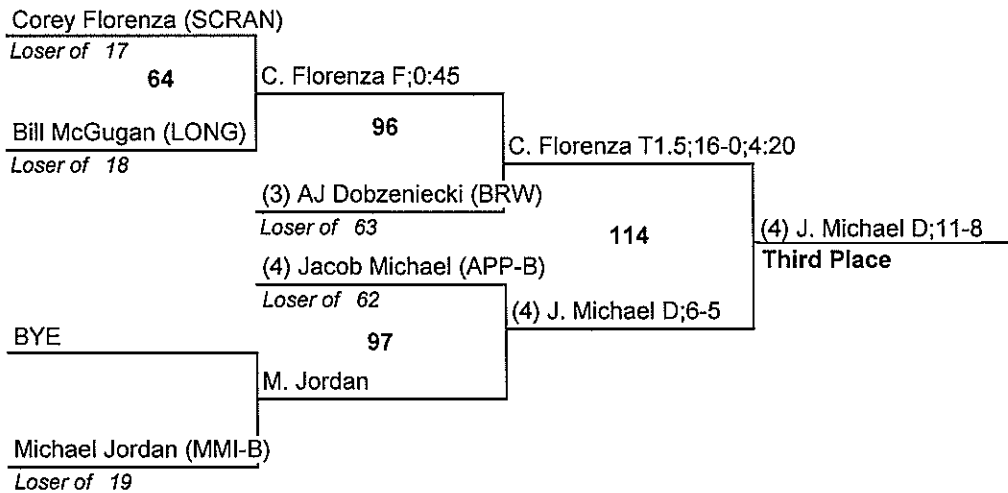 Corey Florenza (SCRAN)
Loser of 17
64
C. Florenza F;0:45
Bill McGugan (LONG)
Loser of 18
96
C. Florenza T1.5;16-0;4:20
(3) AJ Dobzeniecki (BRW)
Loser of 63
114
(4) J. Michael D;11-8
Third Place
(4) Jacob Michael (APP-B)
Loser of 62
(4) J. Michael D;6-5
BYE
97
M. Jordan
Michael Jordan (MMI-B)
Loser of 19